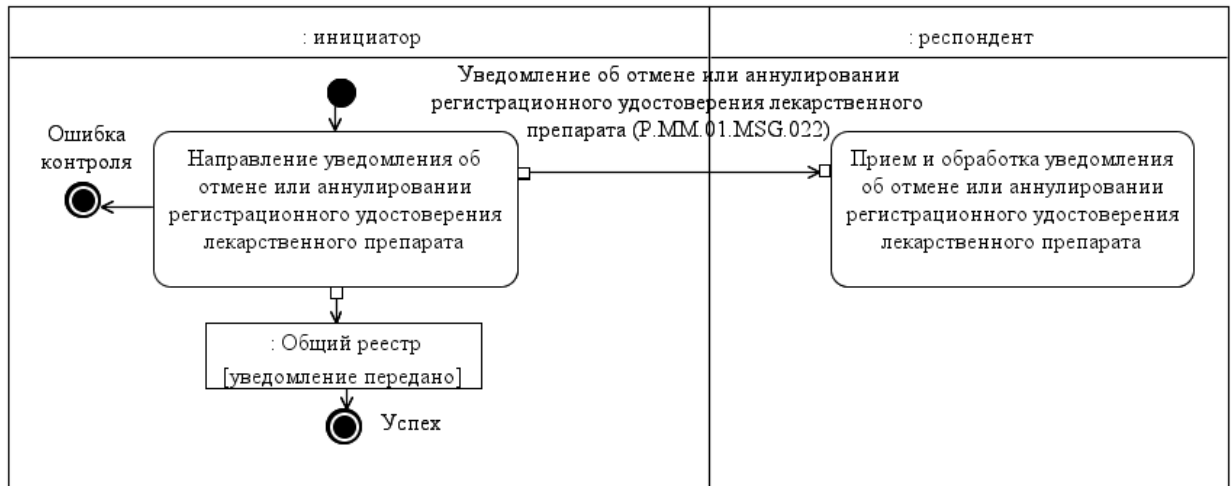 : инициатор
: респондент
Уведомление об отмене или аннулировании
регистрационного удостоверения лекарственного
препарата (P.MM.01.MSG.022)
Ошибка
контроля
Направление уведомления об
отмене или аннулировании
регистрационного удостоверения
лекарственного препарата
Прием и обработка уведомления
об отмене или аннулировании
регистрационного удостоверения
лекарственного препарата
: Общий реестр
[уведомление передано]
Успех